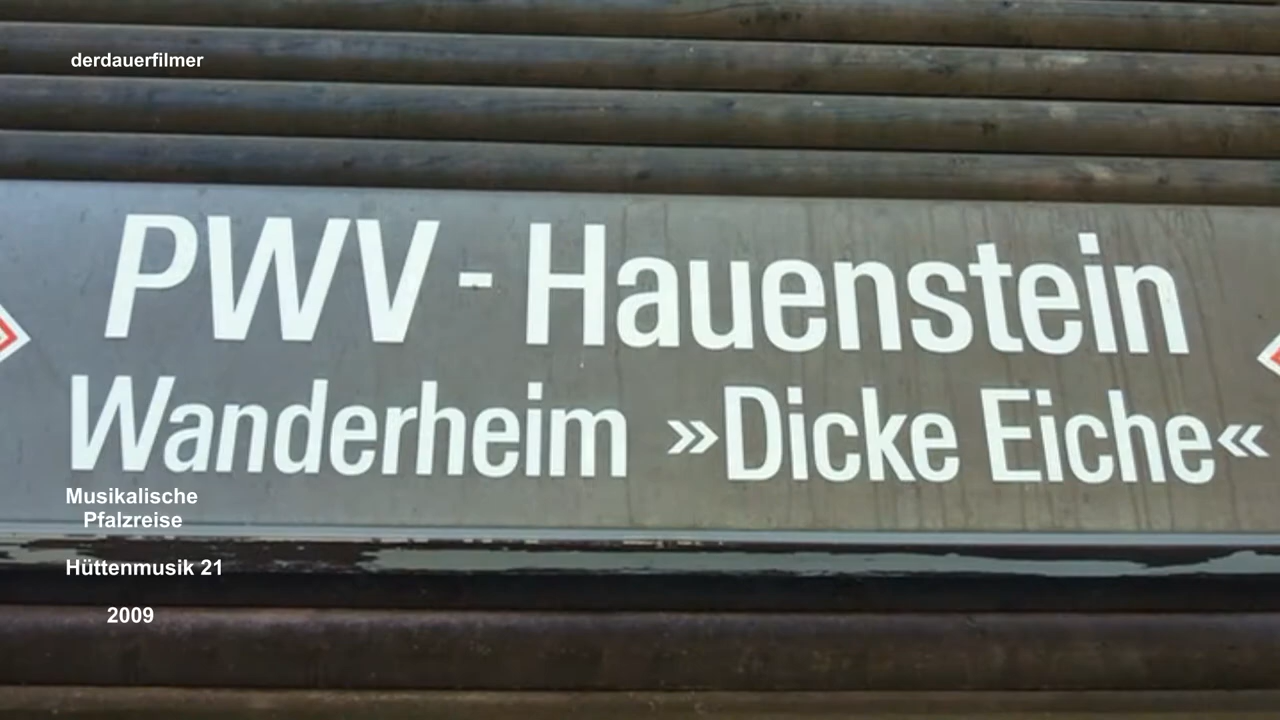 derdauerfilmer
PWV - Hauenstein
Wanderheim »Dicke Eiche«
Musikalische
Pfalzreise
Hüttenmusik 21
2009